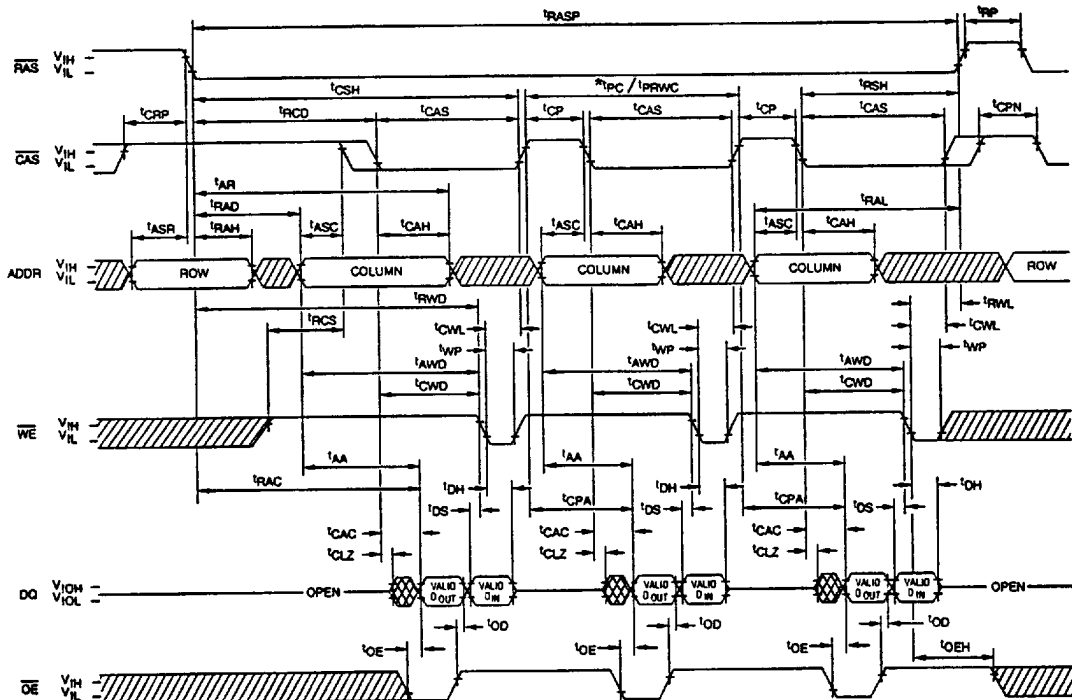 tRASP
tRP
RAS VIH VIL
tCSH
*tPC / tPRWC
tRSH
tCRP
tRCD
tCAS
tCP
tCAS
tCP
tCAS
tCPN
CAS VIH VIL
tAR
tRAD
tRAL
tASR
tRAH
tASC
tCAH
tASC
tCAH
tASC
tCAH
ADDR VIH VIL
ROW
COLUMN
COLUMN
COLUMN
ROW
tRWD
tRWL
tRCS
tCWL
tCWL
tCWL
tWP
tWP
tWP
tAWD
tAWD
tAWD
tCWD
tCWD
tCWD
WE VIH VIL
tAA
tAA
tAA
tRAC
tDH
tDH
tDH
tCPA
tCPA
tDS
tDS
tDS
tCAC
tCAC
tCAC
tCLZ
tCLZ
tCLZ
DQ VIOH VIOL
OPEN
VALID DOUT
VALID DIN
VALID DOUT
VALID DIN
VALID DOUT
VALID DIN
OPEN
tOD
tOD
tOD
tOE
tOE
tOE
tOEH
OE VIH VIL